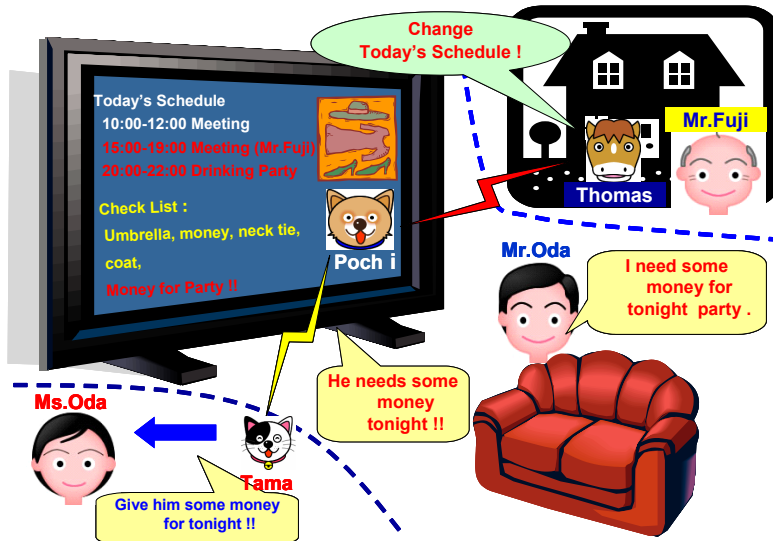 Change
Today's Schedule !
Today's Schedule
10:00-12:00 Meeting
15:00-19:00 Meeting (Mr.Fuji)
20:00-22:00 Drinking Party
Check List :
Umbrella, money, neck tie,
coat,
Money for Party !!
Poch i
Mr.Fuji
Thomas
Mr.Oda
I need some
money for
tonight party .
He needs some
money
tonight !!
Ms.Oda
Tama
Give him some money
for tonight !!